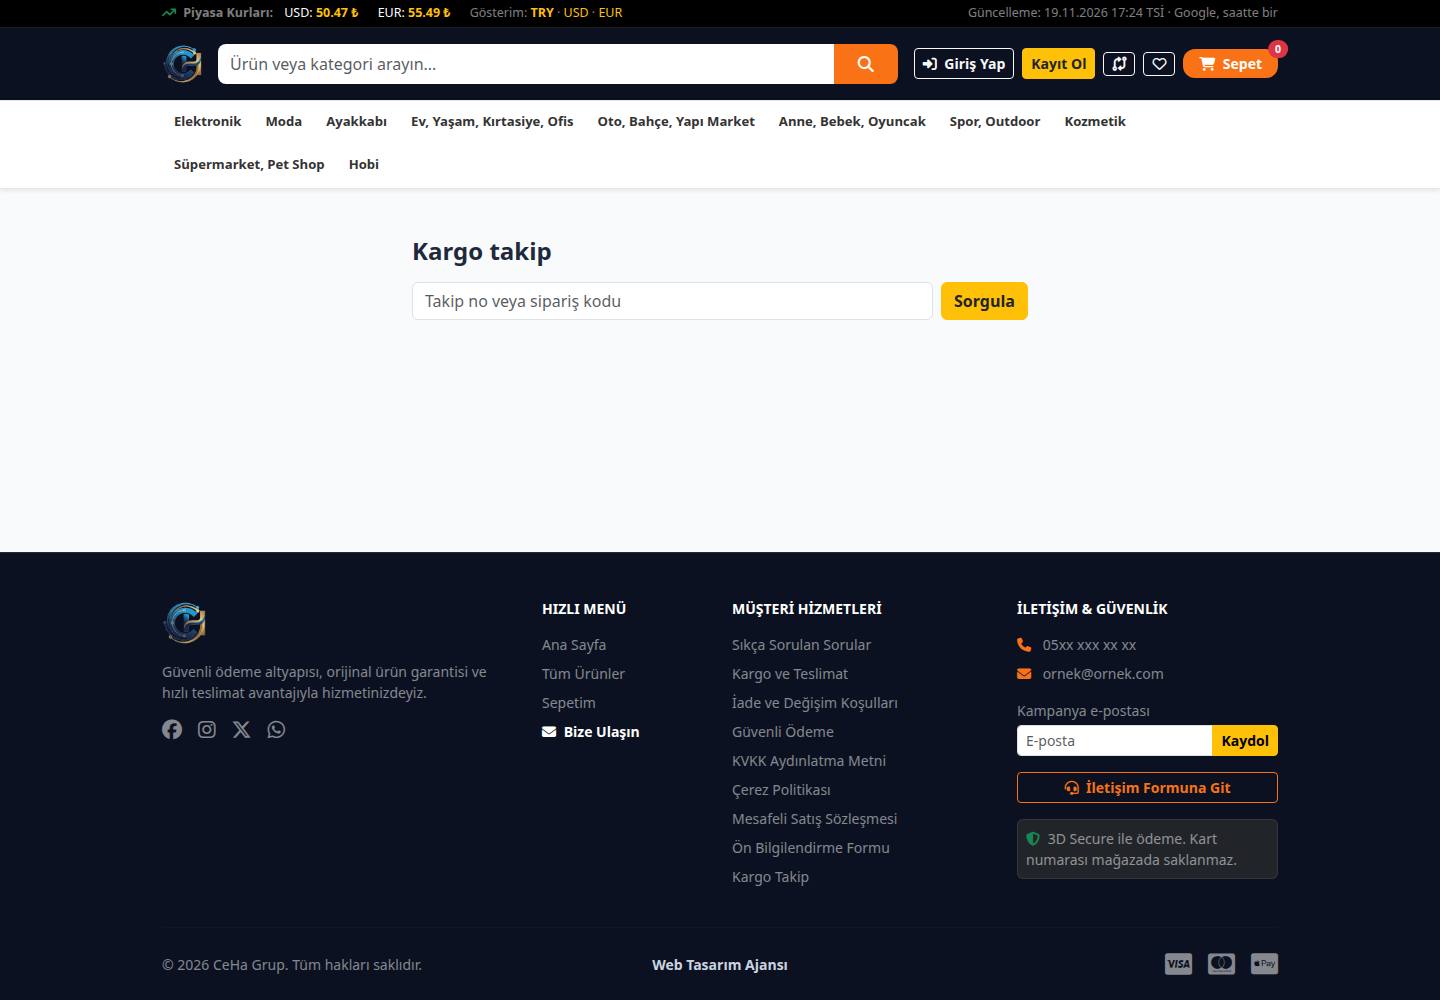 Piyasa Kurları: USD: 50.47 ₺ EUR: 55.49 ₺ Gösterim: TRY · USD · EUR Güncelleme: 19.11.2026 17:24 TSİ · Google, saatte bir
Ürün veya kategori arayın... Giriş Yap Kayıt Ol Sepet 0
Elektronik Moda Ayakkabı Ev, Yaşam, Kırtasiye, Ofis Oto, Bahçe, Yapı Market Anne, Bebek, Oyuncak Spor, Outdoor Kozmetik
Süpermarket, Pet Shop Hobi
Kargo takip
Takip no veya sipariş kodu Sorgula
Güvenli ödeme altyapısı, orijinal ürün garantisi ve
hızlı teslimat avantajıyla hizmetinizdeyiz.
HIZLI MENÜ
Ana Sayfa
Tüm Ürünler
Sepetim
Bize Ulaşın
MÜŞTERİ HİZMETLERİ
Sıkça Sorulan Sorular
Kargo ve Teslimat
İade ve Değişim Koşulları
Güvenli Ödeme
KVKK Aydınlatma Metni
Çerez Politikası
Mesafeli Satış Sözleşmesi
Ön Bilgilendirme Formu
Kargo Takip
İLETİŞİM & GÜVENLİK
05xx xxx xx xx
ornek@ornek.com
Kampanya e-postası
E-posta Kaydol
İletişim Formuna Git
3D Secure ile ödeme. Kart
numarası mağazada saklanmaz.
© 2026 CeHa Grup. Tüm hakları saklıdır. Web Tasarım Ajansı VISA Pay